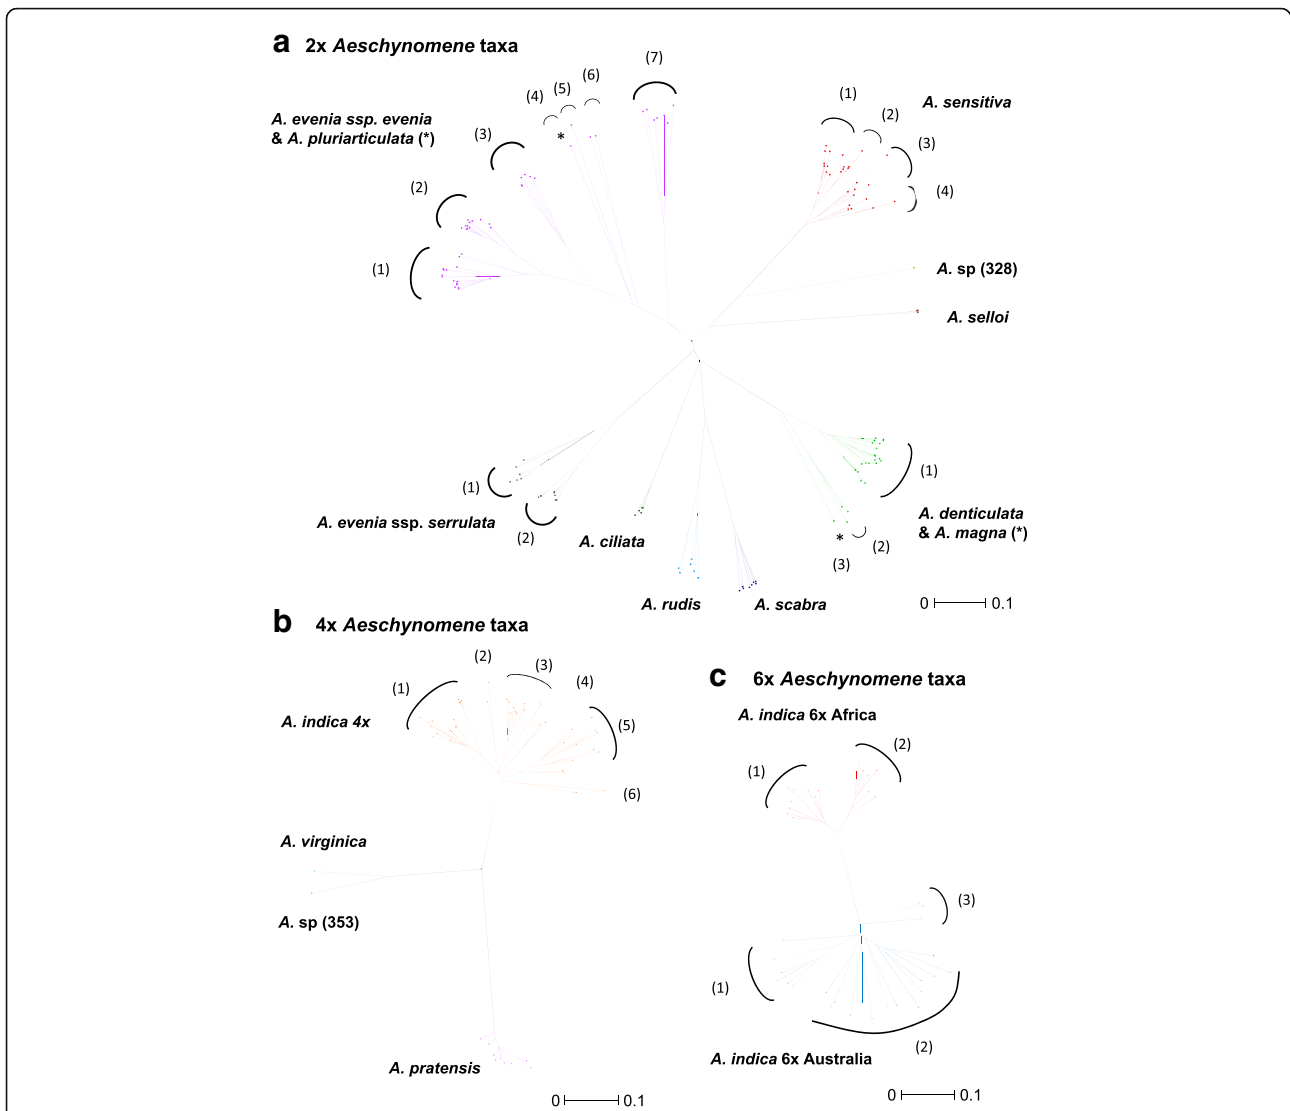 a 2x Aeschynomene taxa
A. evenia ssp. evenia
& A. pluriarticulata (*)
(1)
(2)
(3)
(4)
(5)
(6)
*
(7)
A. sensitiva
(1)
(2)
(3)
(4)
A. sp (328)
A. selloi
(1)
(2)
A. evenia ssp. serrulata
A. ciliata
A. rudis
A. scabra
(1)
A. denticulata
& A. magna (*)
*
(2)
(3)
0 0.1
b 4x Aeschynomene taxa
(1)
(2)
(3)
(4)
(5)
(6)
A. indica 4x
A. virginica
A. sp (353)
A. pratensis
0 0.1
c 6x Aeschynomene taxa
A. indica 6x Africa
(1)
(2)
(3)
(1)
(2)
A. indica 6x Australia
0 0.1